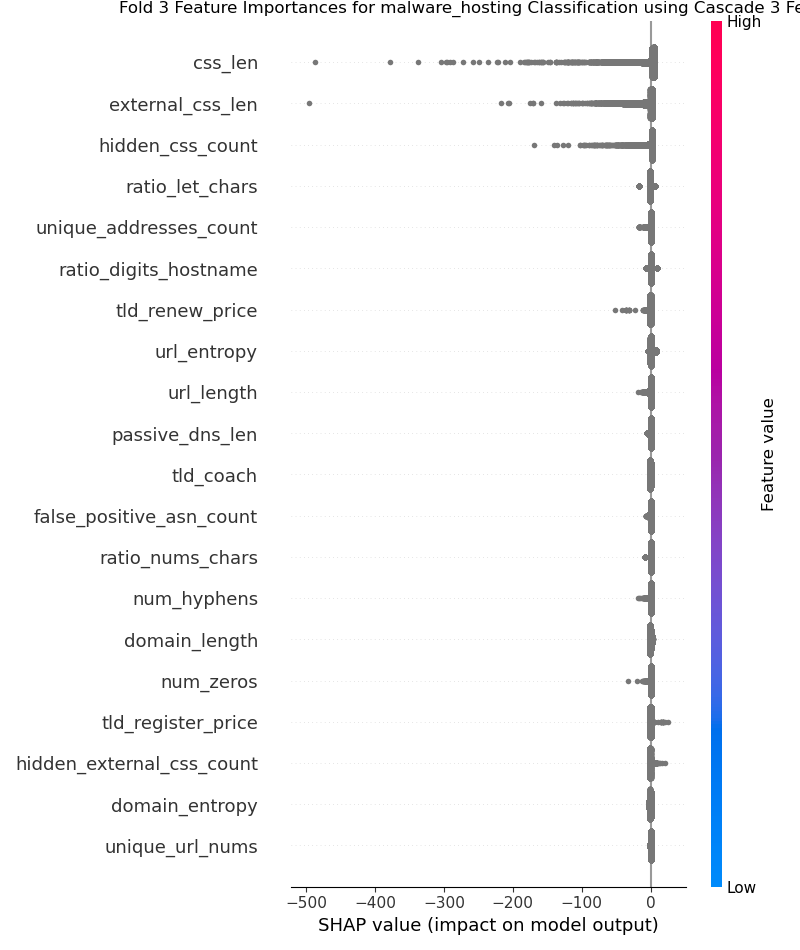 Fold 3 Feature Importances for malware_hosting Classification using Cascade 3 Fe
High
css_len
external_css_len
hidden_css_count
ratio_let_chars
unique_addresses_count
ratio_digits_hostname
tld_renew_price
url_entropy
url_length
passive_dns_len
tld_coach
false_positive_asn_count
ratio_nums_chars
num_hyphens
domain_length
num_zeros
tld_register_price
hidden_external_css_count
domain_entropy
unique_url_nums
Feature value
Low
−500 −400 −300 −200 −100 0
SHAP value (impact on model output)